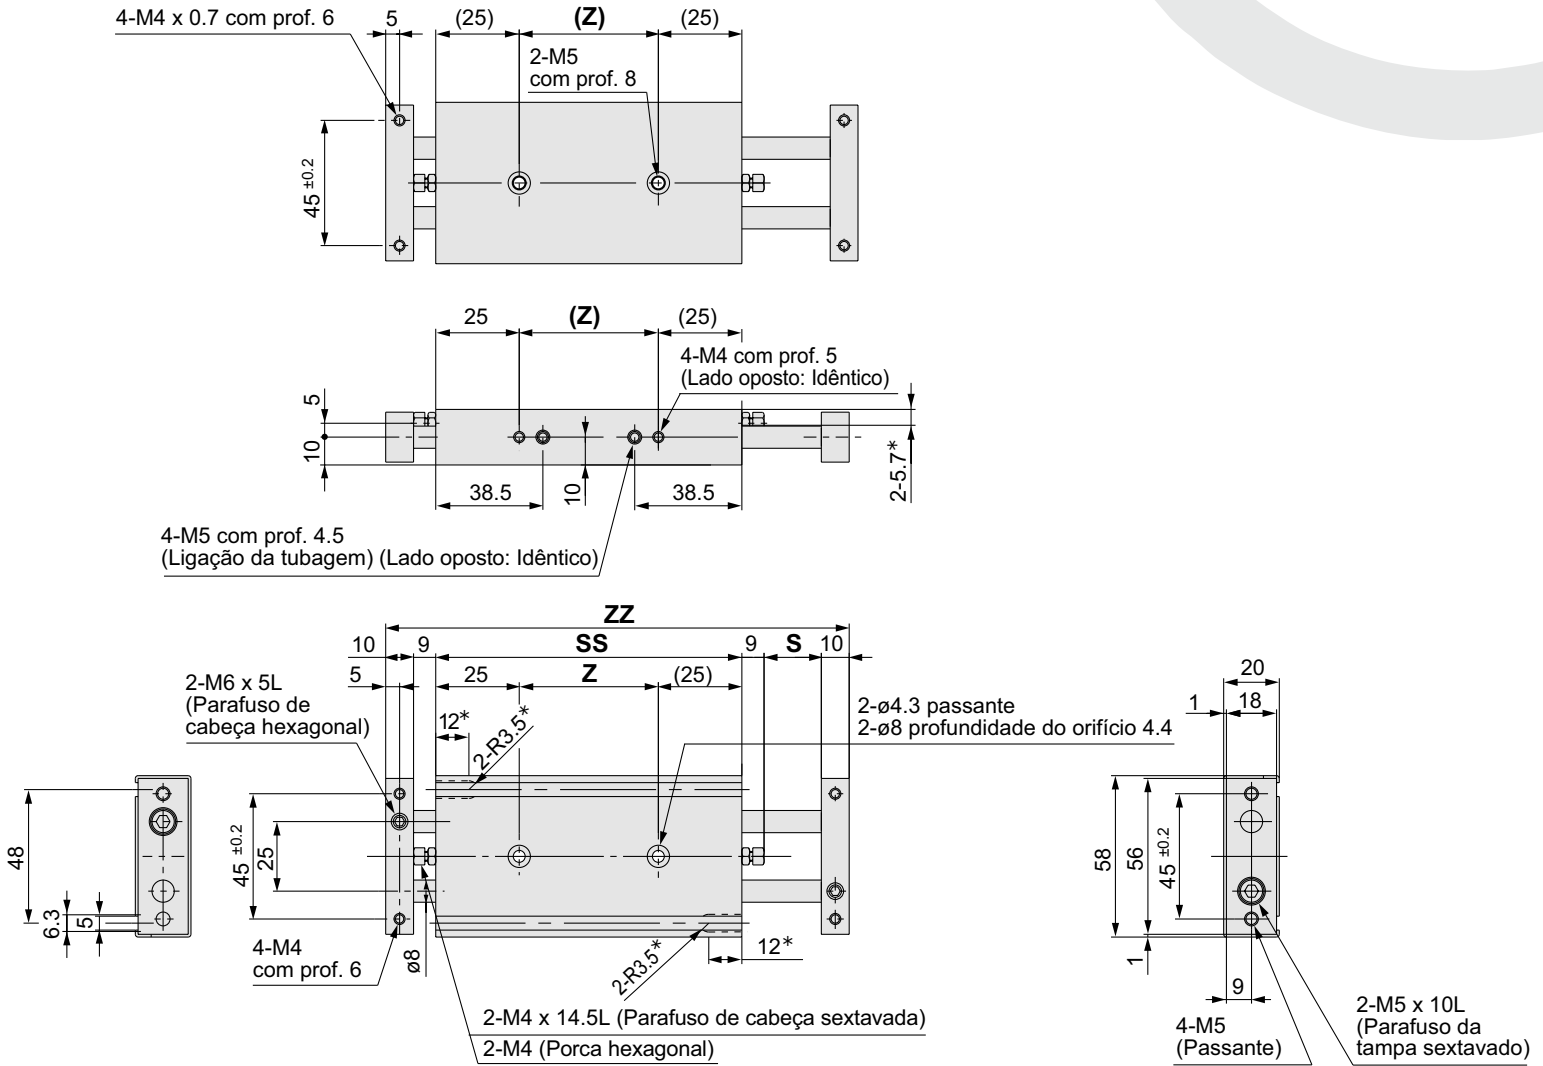 4-M4 x 0.7 com prof. 6
5
(25)
(Z)
(25)
2-M5
com prof. 8
45 ±0.2
25
(Z)
(25)
4-M4 com prof. 5
(Lado oposto: Idêntico)
5
10
38.5
10
38.5
2-5.7*
4-M5 com prof. 4.5
(Ligação da tubagem) (Lado oposto: Idêntico)
ZZ
10
9
SS
9
S
10
5
25
Z
(25)
2-M6 x 5L
(Parafuso de
cabeça hexagonal)
12*
2-R3.5*
2-ø4.3 passante
2-ø8 profundidade do orifício 4.4
20
1
18
48
6.3
5
45 ±0.2
25
58
56
45 ±0.2
4-M4
com prof. 6
ø8
2-R3.5*
12*
1
9
2-M4 x 14.5L (Parafuso de cabeça sextavada)
2-M4 (Porca hexagonal)
4-M5
(Passante)
2-M5 x 10L
(Parafuso da
tampa sextavado)